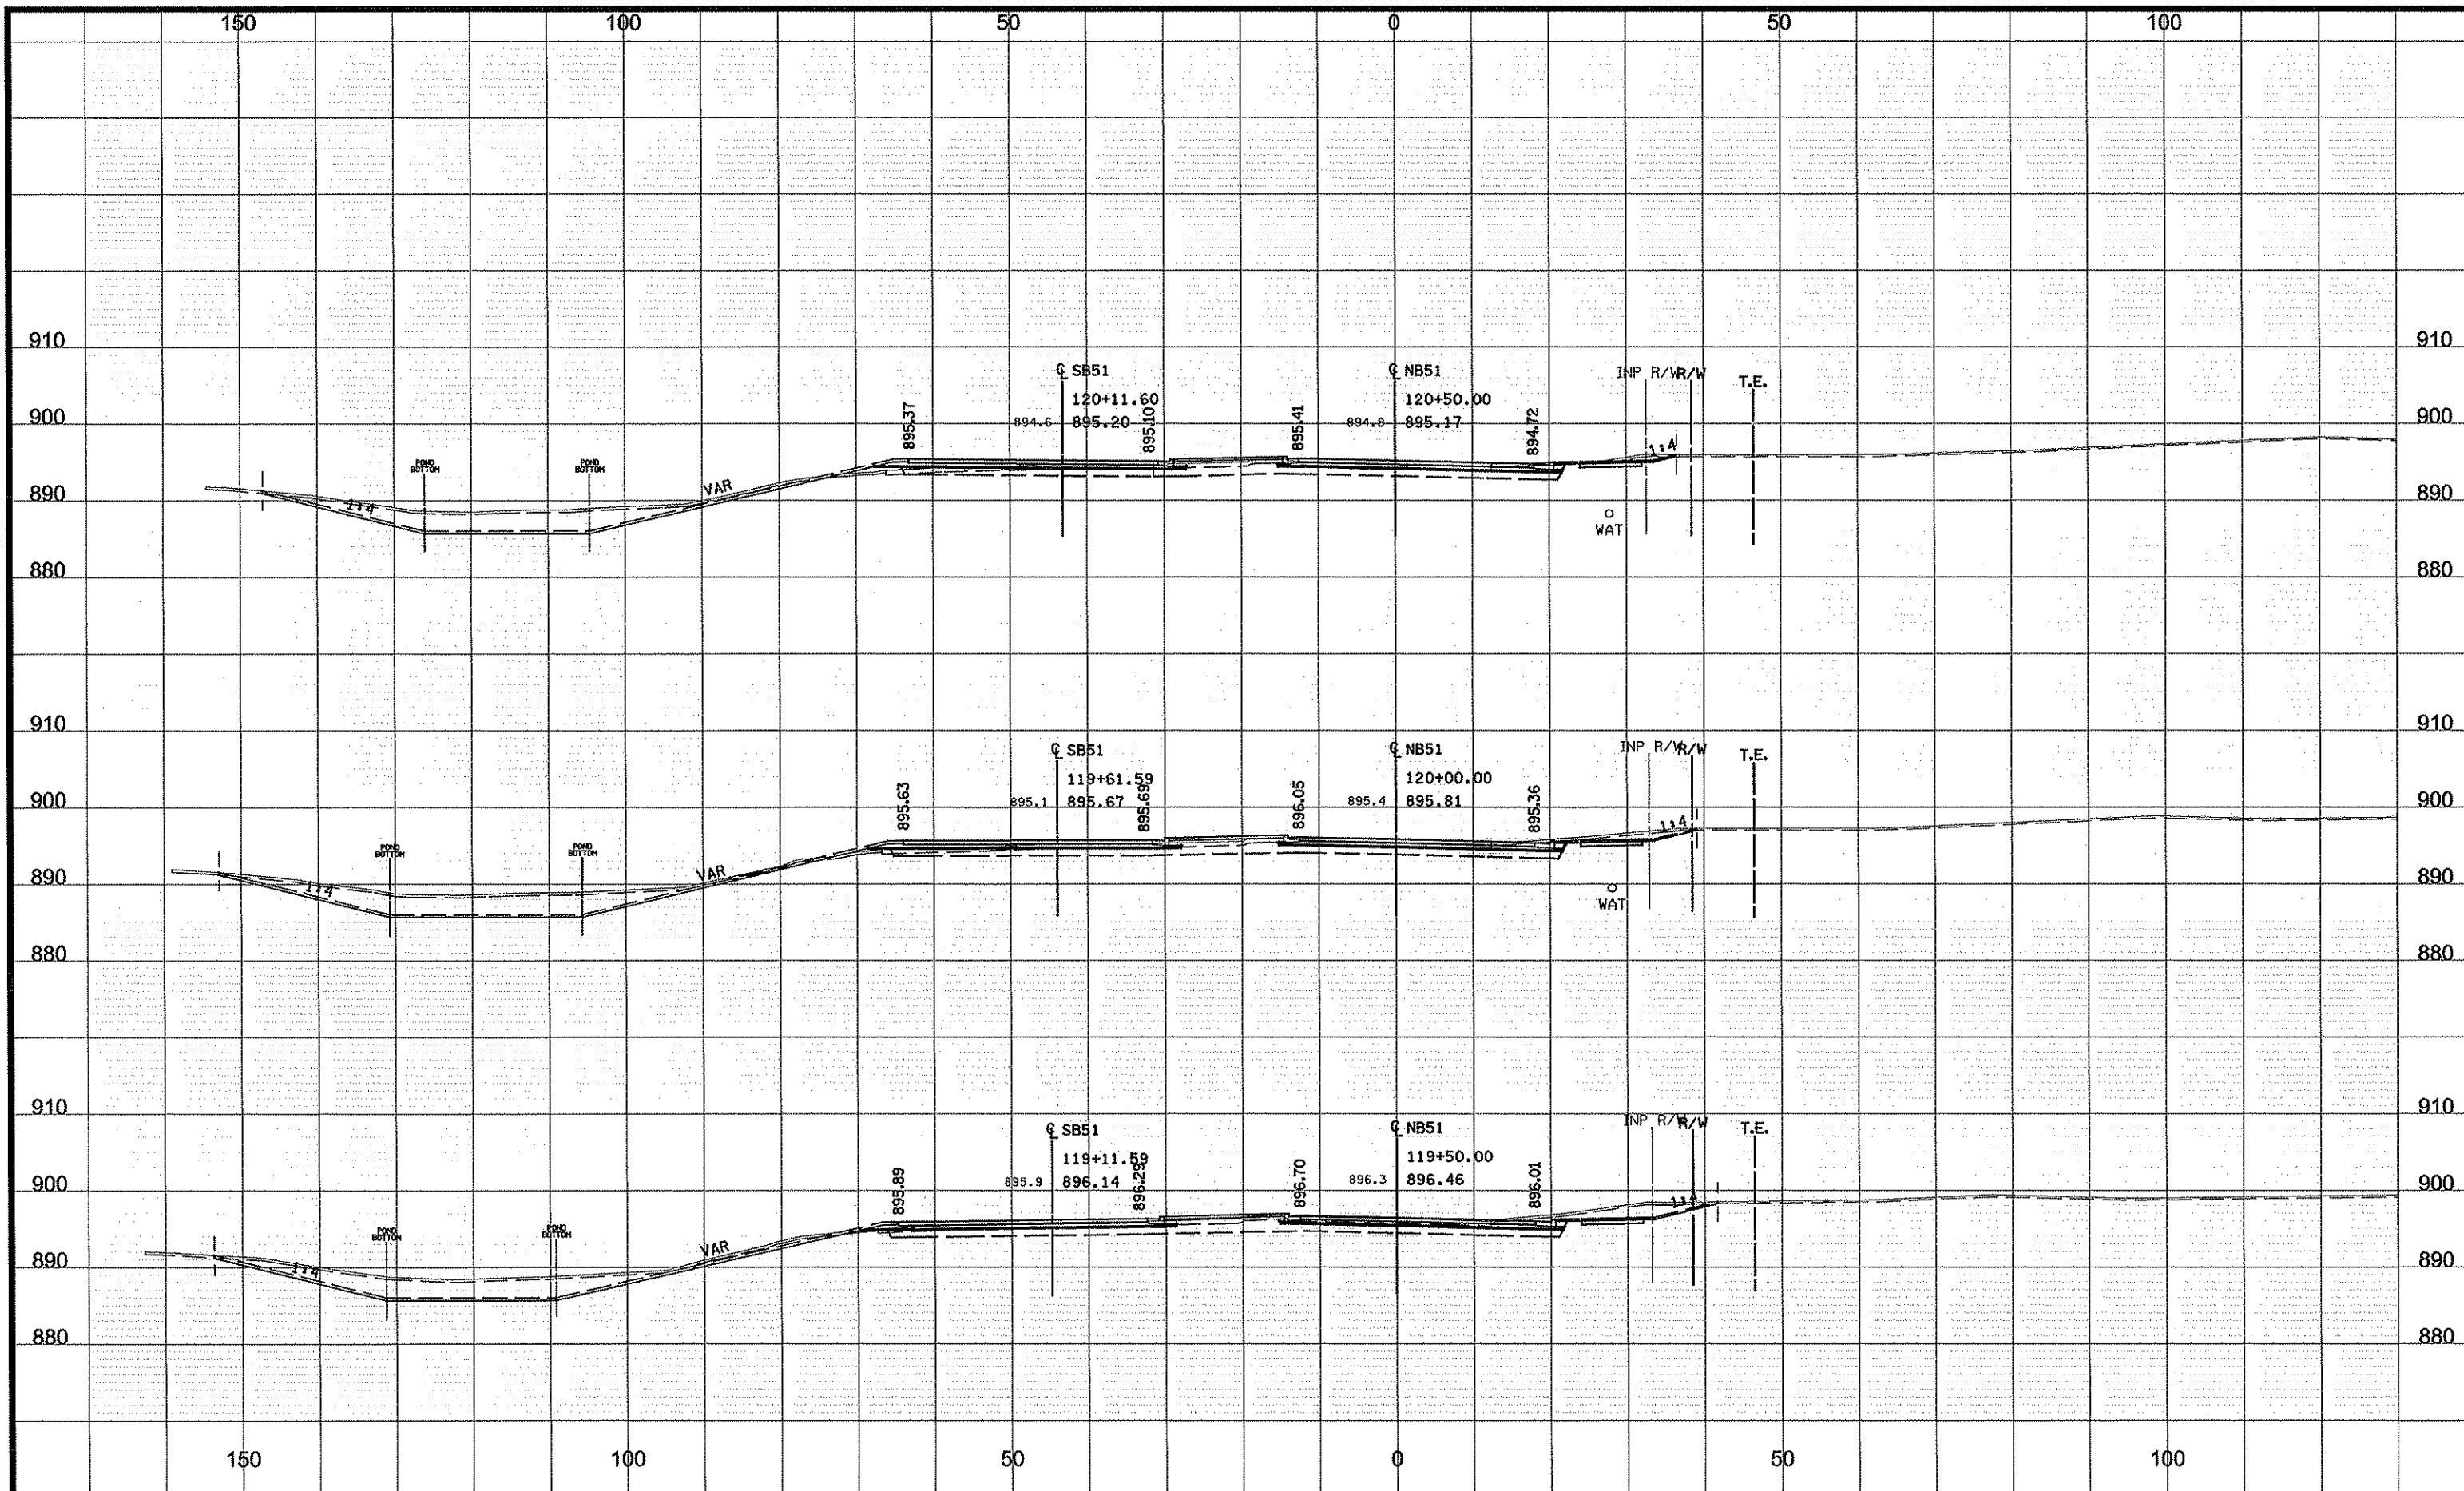 150 100 50 0 50 100
910 910
℄ SB51 ℄ NB51 INP R/W R/W T.E.
120+11.60 120+50.00
900 895.37 894.6 895.20 895.10 895.41 894.8 895.17 894.72 900
1:4
POND BOTTOM POND BOTTOM
890 1:4 VAR 890
WAT
880 880
910 910
℄ SB51 ℄ NB51 INP R/W R/W T.E.
119+61.59 120+00.00
900 895.63 895.1 895.67 895.69 896.05 895.4 895.81 895.36 900
1:4
POND BOTTOM POND BOTTOM
890 1:4 VAR 890
WAT
880 880
910 910
℄ SB51 ℄ NB51 INP R/W R/W T.E.
119+11.59 119+50.00
900 895.89 895.9 896.14 896.29 896.70 896.3 896.46 896.01 900
1:4
POND BOTTOM POND BOTTOM
890 1:4 VAR 890
880 880
150 100 50 0 50 100